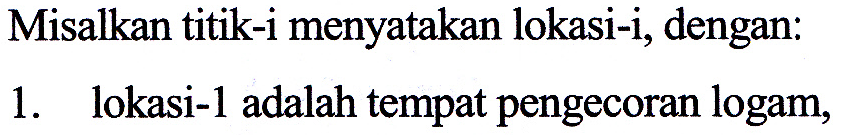 Misalkan titik-i menyatakan lokasi-i, dengan:
1. lokasi-1 adalah tempat pengecoran logam,